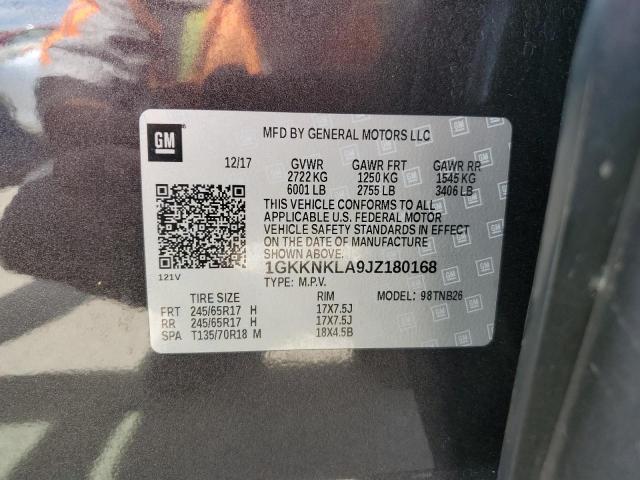 GM
MFD BY GENERAL MOTORS LLC
12/17 GVWR GAWR FRT GAWR RR
2722 KG 1250 KG 1545 KG
6001 LB 2755 LB 3406 LB
THIS VEHICLE CONFORMS TO ALL
APPLICABLE U.S. FEDERAL MOTOR
VEHICLE SAFETY STANDARDS IN EFFECT
ON THE DATE OF MANUFACTURE
SHOWN ABOVE.
1GKKNKLA9JZ180168
121V
TYPE: M.P.V. MODEL: 98TNB26
TIRE SIZE RIM
FRT 245/65R17 H 17X7.5J
RR 245/65R17 H 17X7.5J
SPA T135/70R18 M 18X4.5B